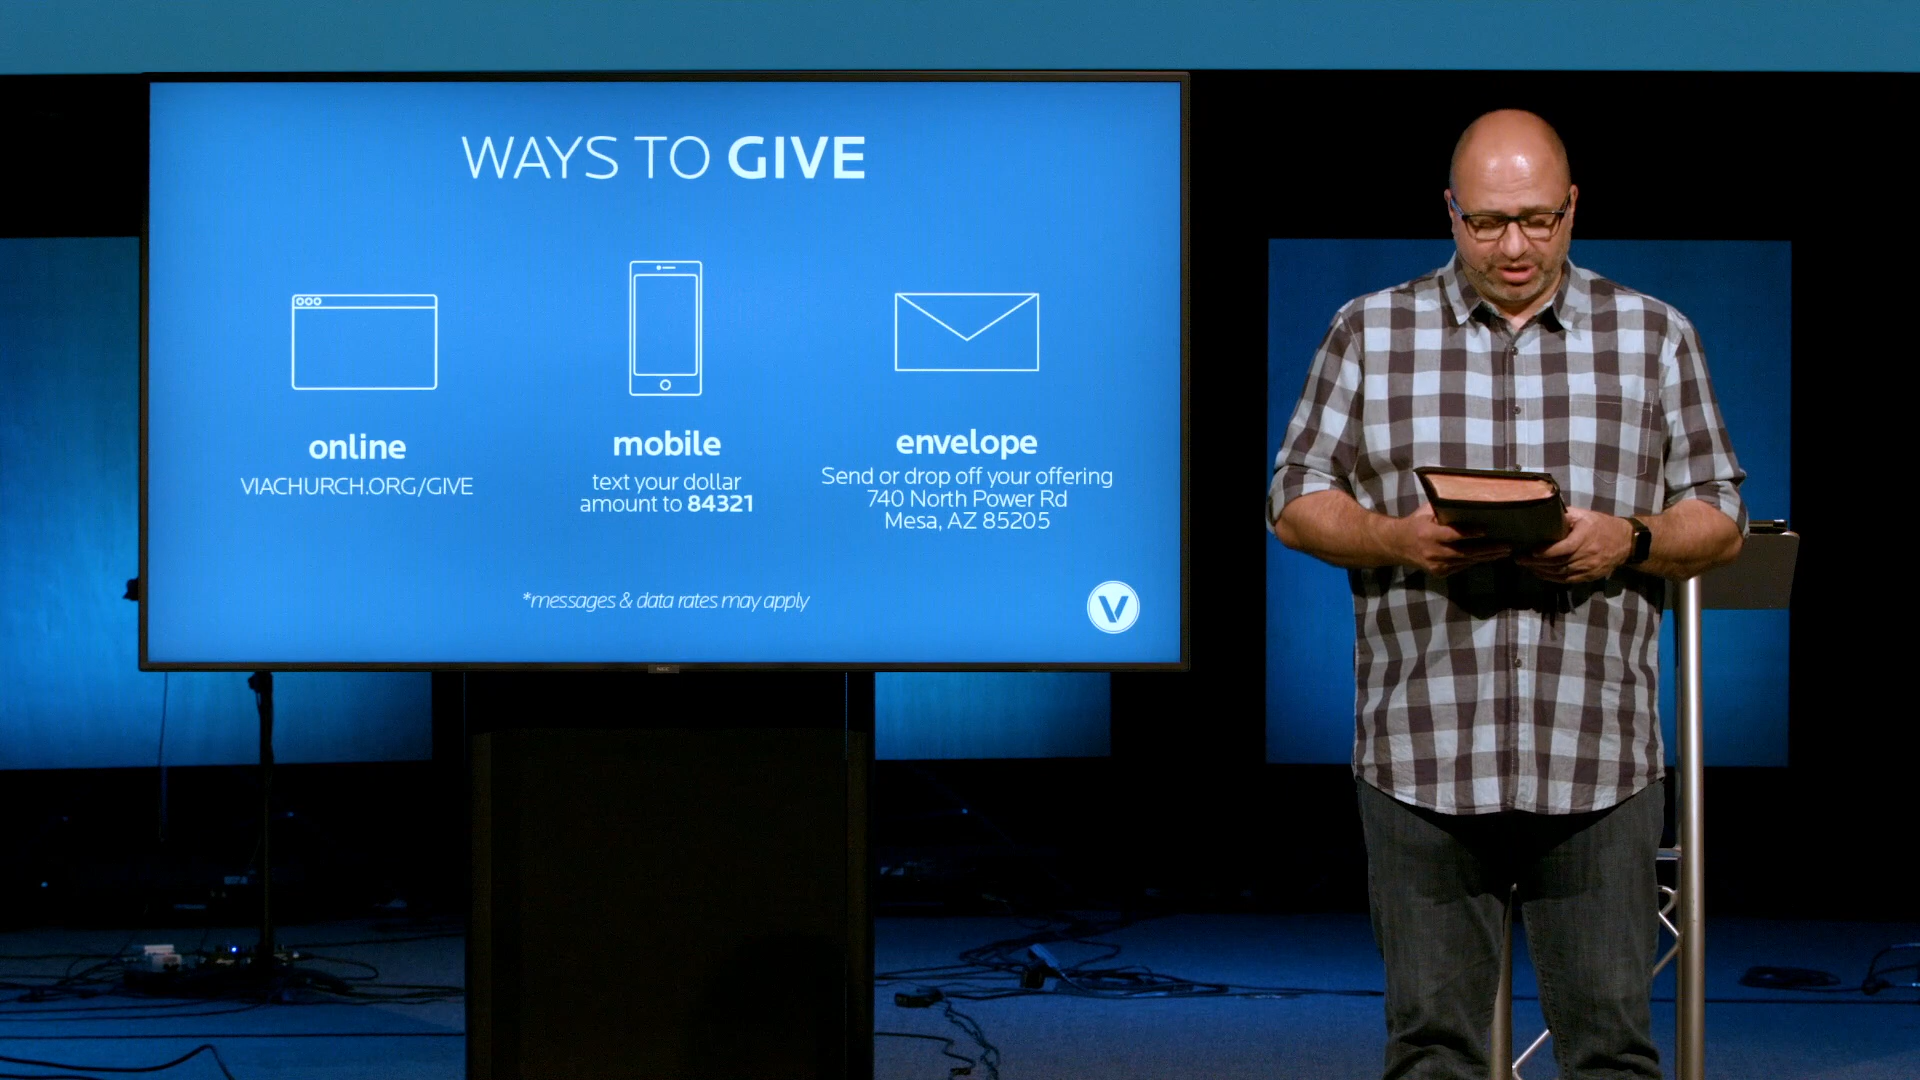 WAYS TO GIVE
online
VIACHURCH.ORG/GIVE
mobile
text your dollar
amount to 84321
envelope
Send or drop off your offering
740 North Power Rd
Mesa, AZ 85205
*messages & data rates may apply
V